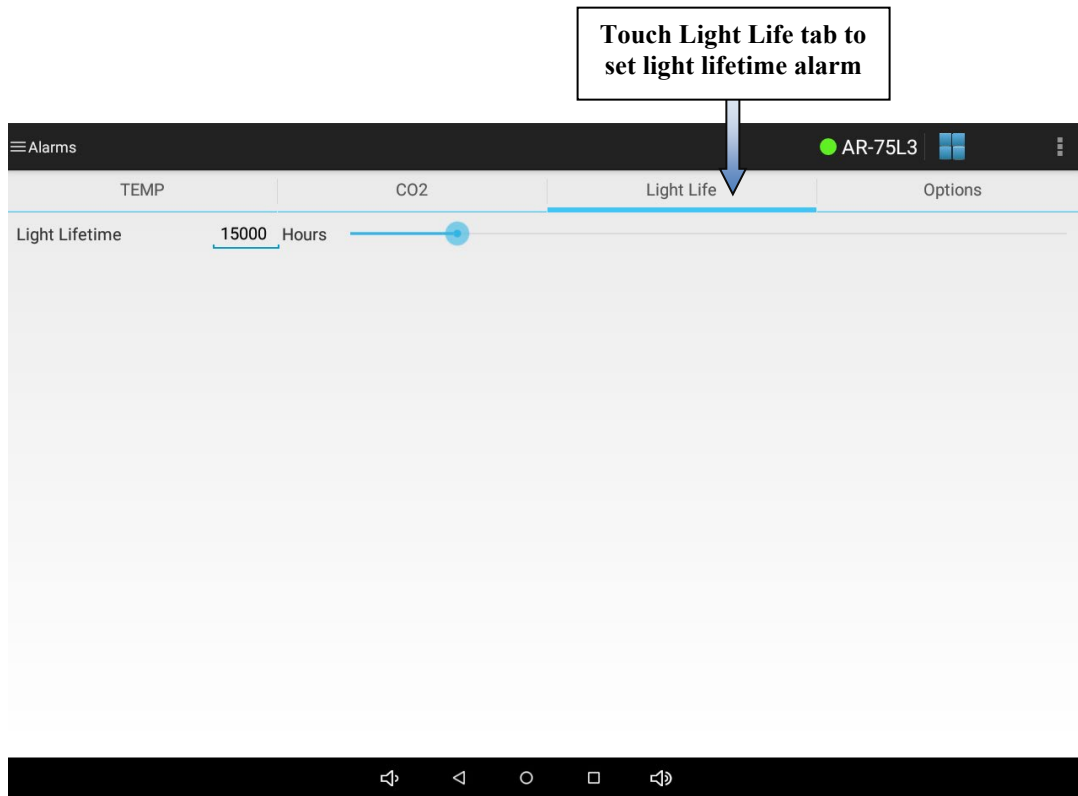 Touch Light Life tab to
set light lifetime alarm
Alarms
AR-75L3
TEMP
CO2
Light Life
Options
Light Lifetime 15000 Hours